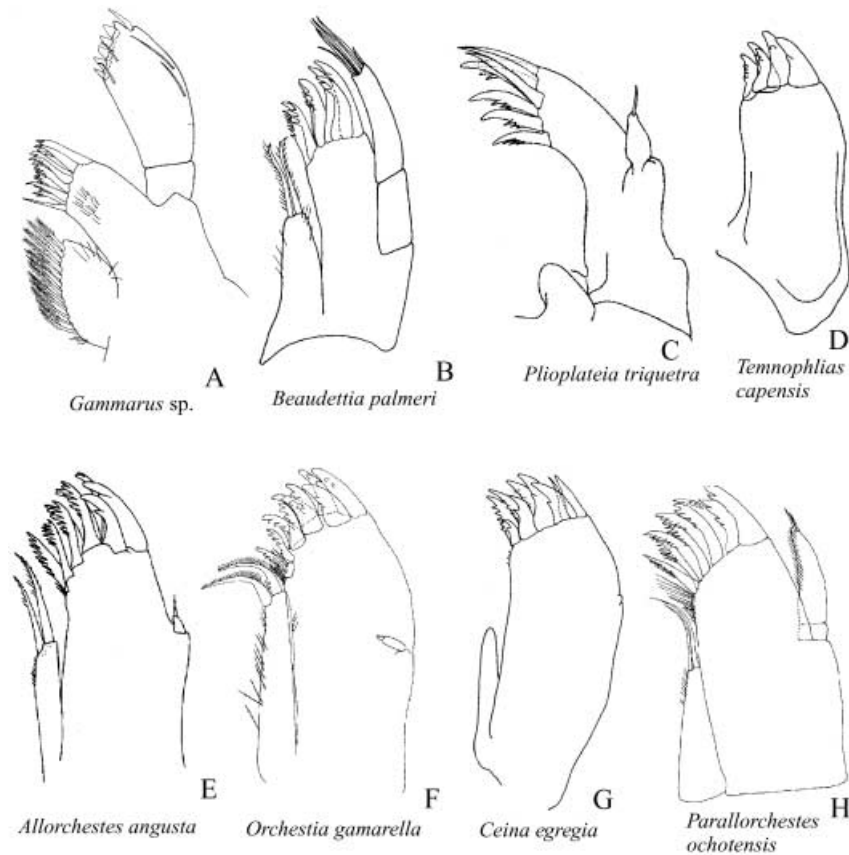 A
Gammarus sp.
B
Beaudettia palmeri
C
Plioplateia triquetra
D
Temnophlias
capensis
E
Allorchestes angusta
F
Orchestia gamarella
G
Ceina egregia
H
Parallorchestes
ochotensis